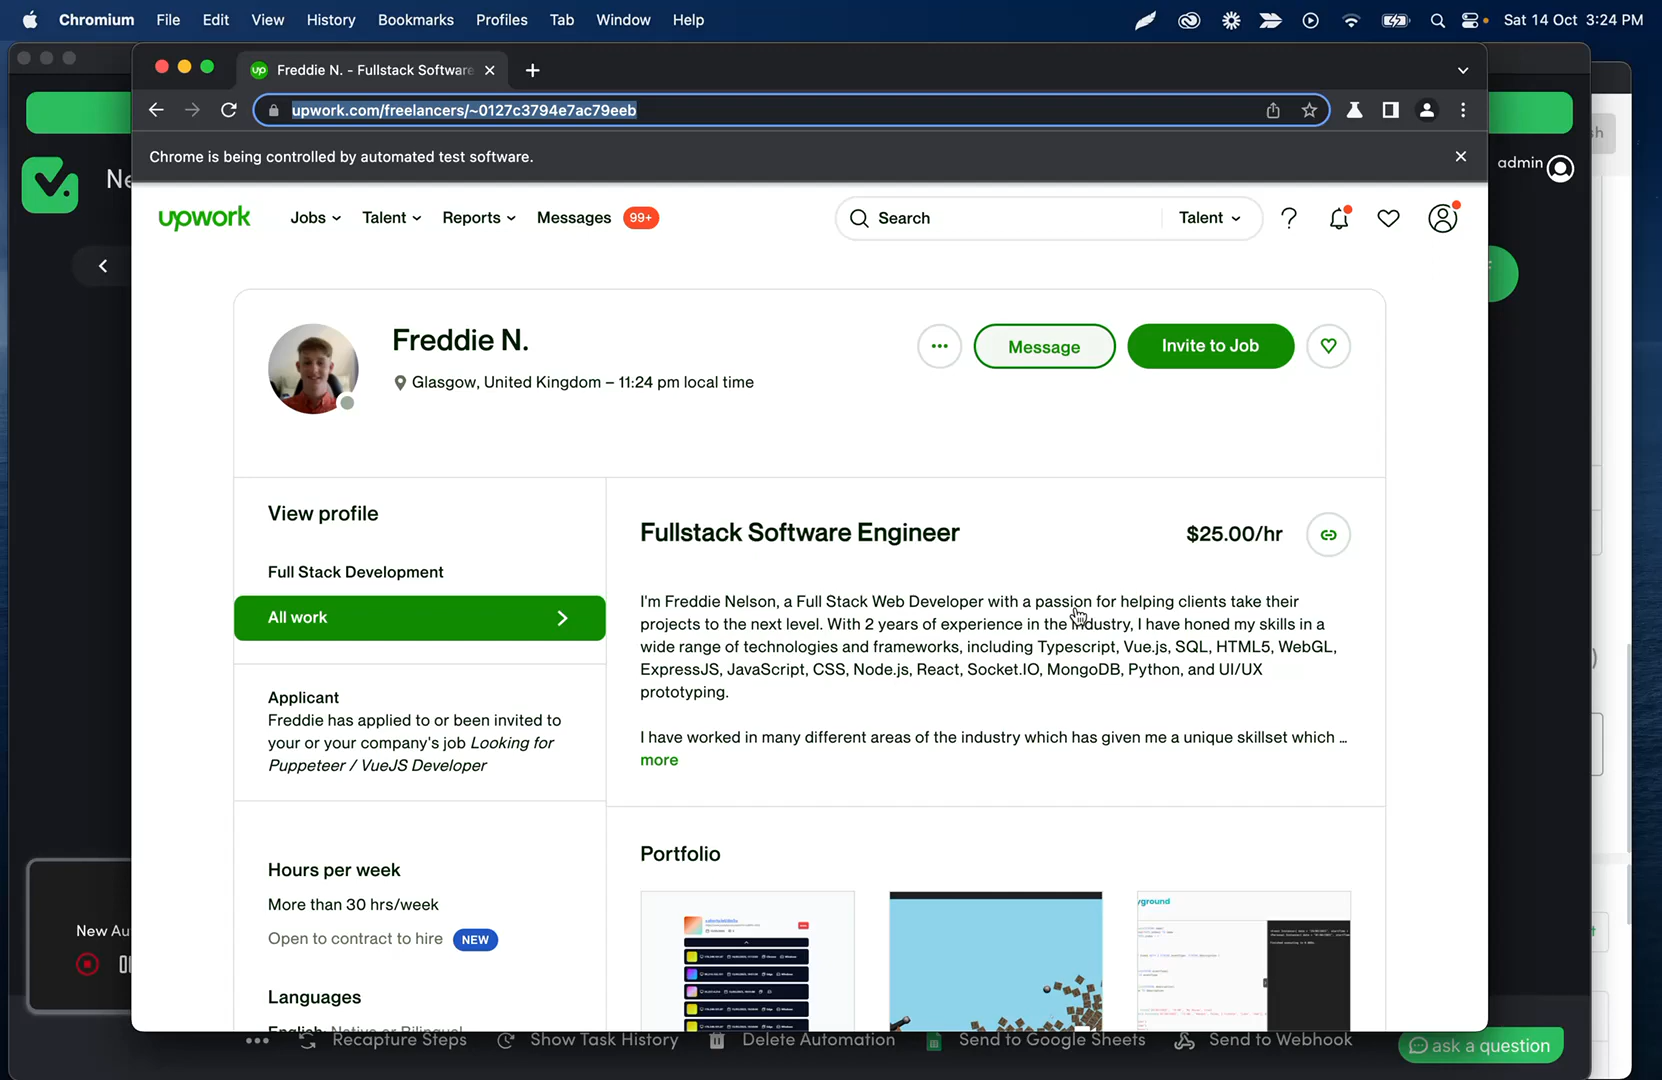 Chromium File Edit View History Bookmarks Profiles Tab Window Help Sat 14 Oct 3:24 PM
Freddie N. - Fullstack Software
upwork.com/freelancers/~0127c3794e7ac79eeb
Chrome is being controlled by automated test software.
admin
upwork Jobs Talent Reports Messages 99+ Search Talent
Freddie N.
Glasgow, United Kingdom – 11:24 pm local time
Message
Invite to Job
View profile
Full Stack Development
All work
Applicant
Freddie has applied to or been invited to
your or your company's job Looking for
Puppeteer / VueJS Developer
Hours per week
More than 30 hrs/week
Open to contract to hire NEW
Languages
English: Native or Bilingual
Fullstack Software Engineer $25.00/hr
I'm Freddie Nelson, a Full Stack Web Developer with a passion for helping clients take their
projects to the next level. With 2 years of experience in the industry, I have honed my skills in a
wide range of technologies and frameworks, including Typescript, Vue.js, SQL, HTML5, WebGL,
ExpressJS, JavaScript, CSS, Node.js, React, Socket.IO, MongoDB, Python, and UI/UX
prototyping.
I have worked in many different areas of the industry which has given me a unique skillset which ...
more
Portfolio
yground
New Au
Recapture Steps Show Task History Delete Automation Send to Google Sheets Send to Webhook
ask a question